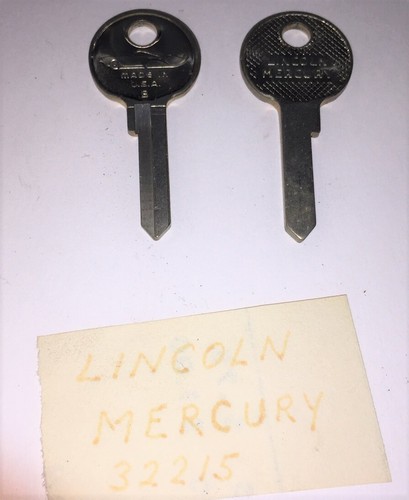 MADE IN
U.S.A.
B
LINCOLN
MERCURY
LINCOLN
MERCURY
32215